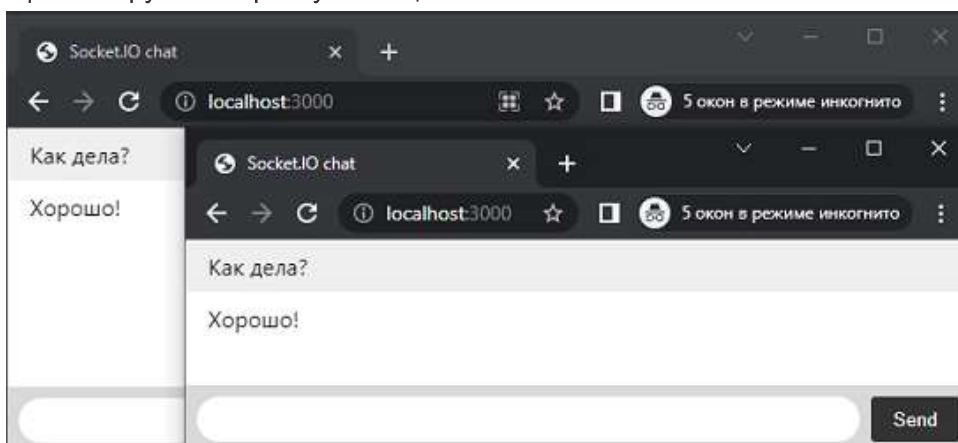 Socket.IO chat
localhost:3000
5 окон в режиме инкогнито
Как дела?
Хорошо!
Socket.IO chat
localhost:3000
5 окон в режиме инкогнито
Как дела?
Хорошо!
Send